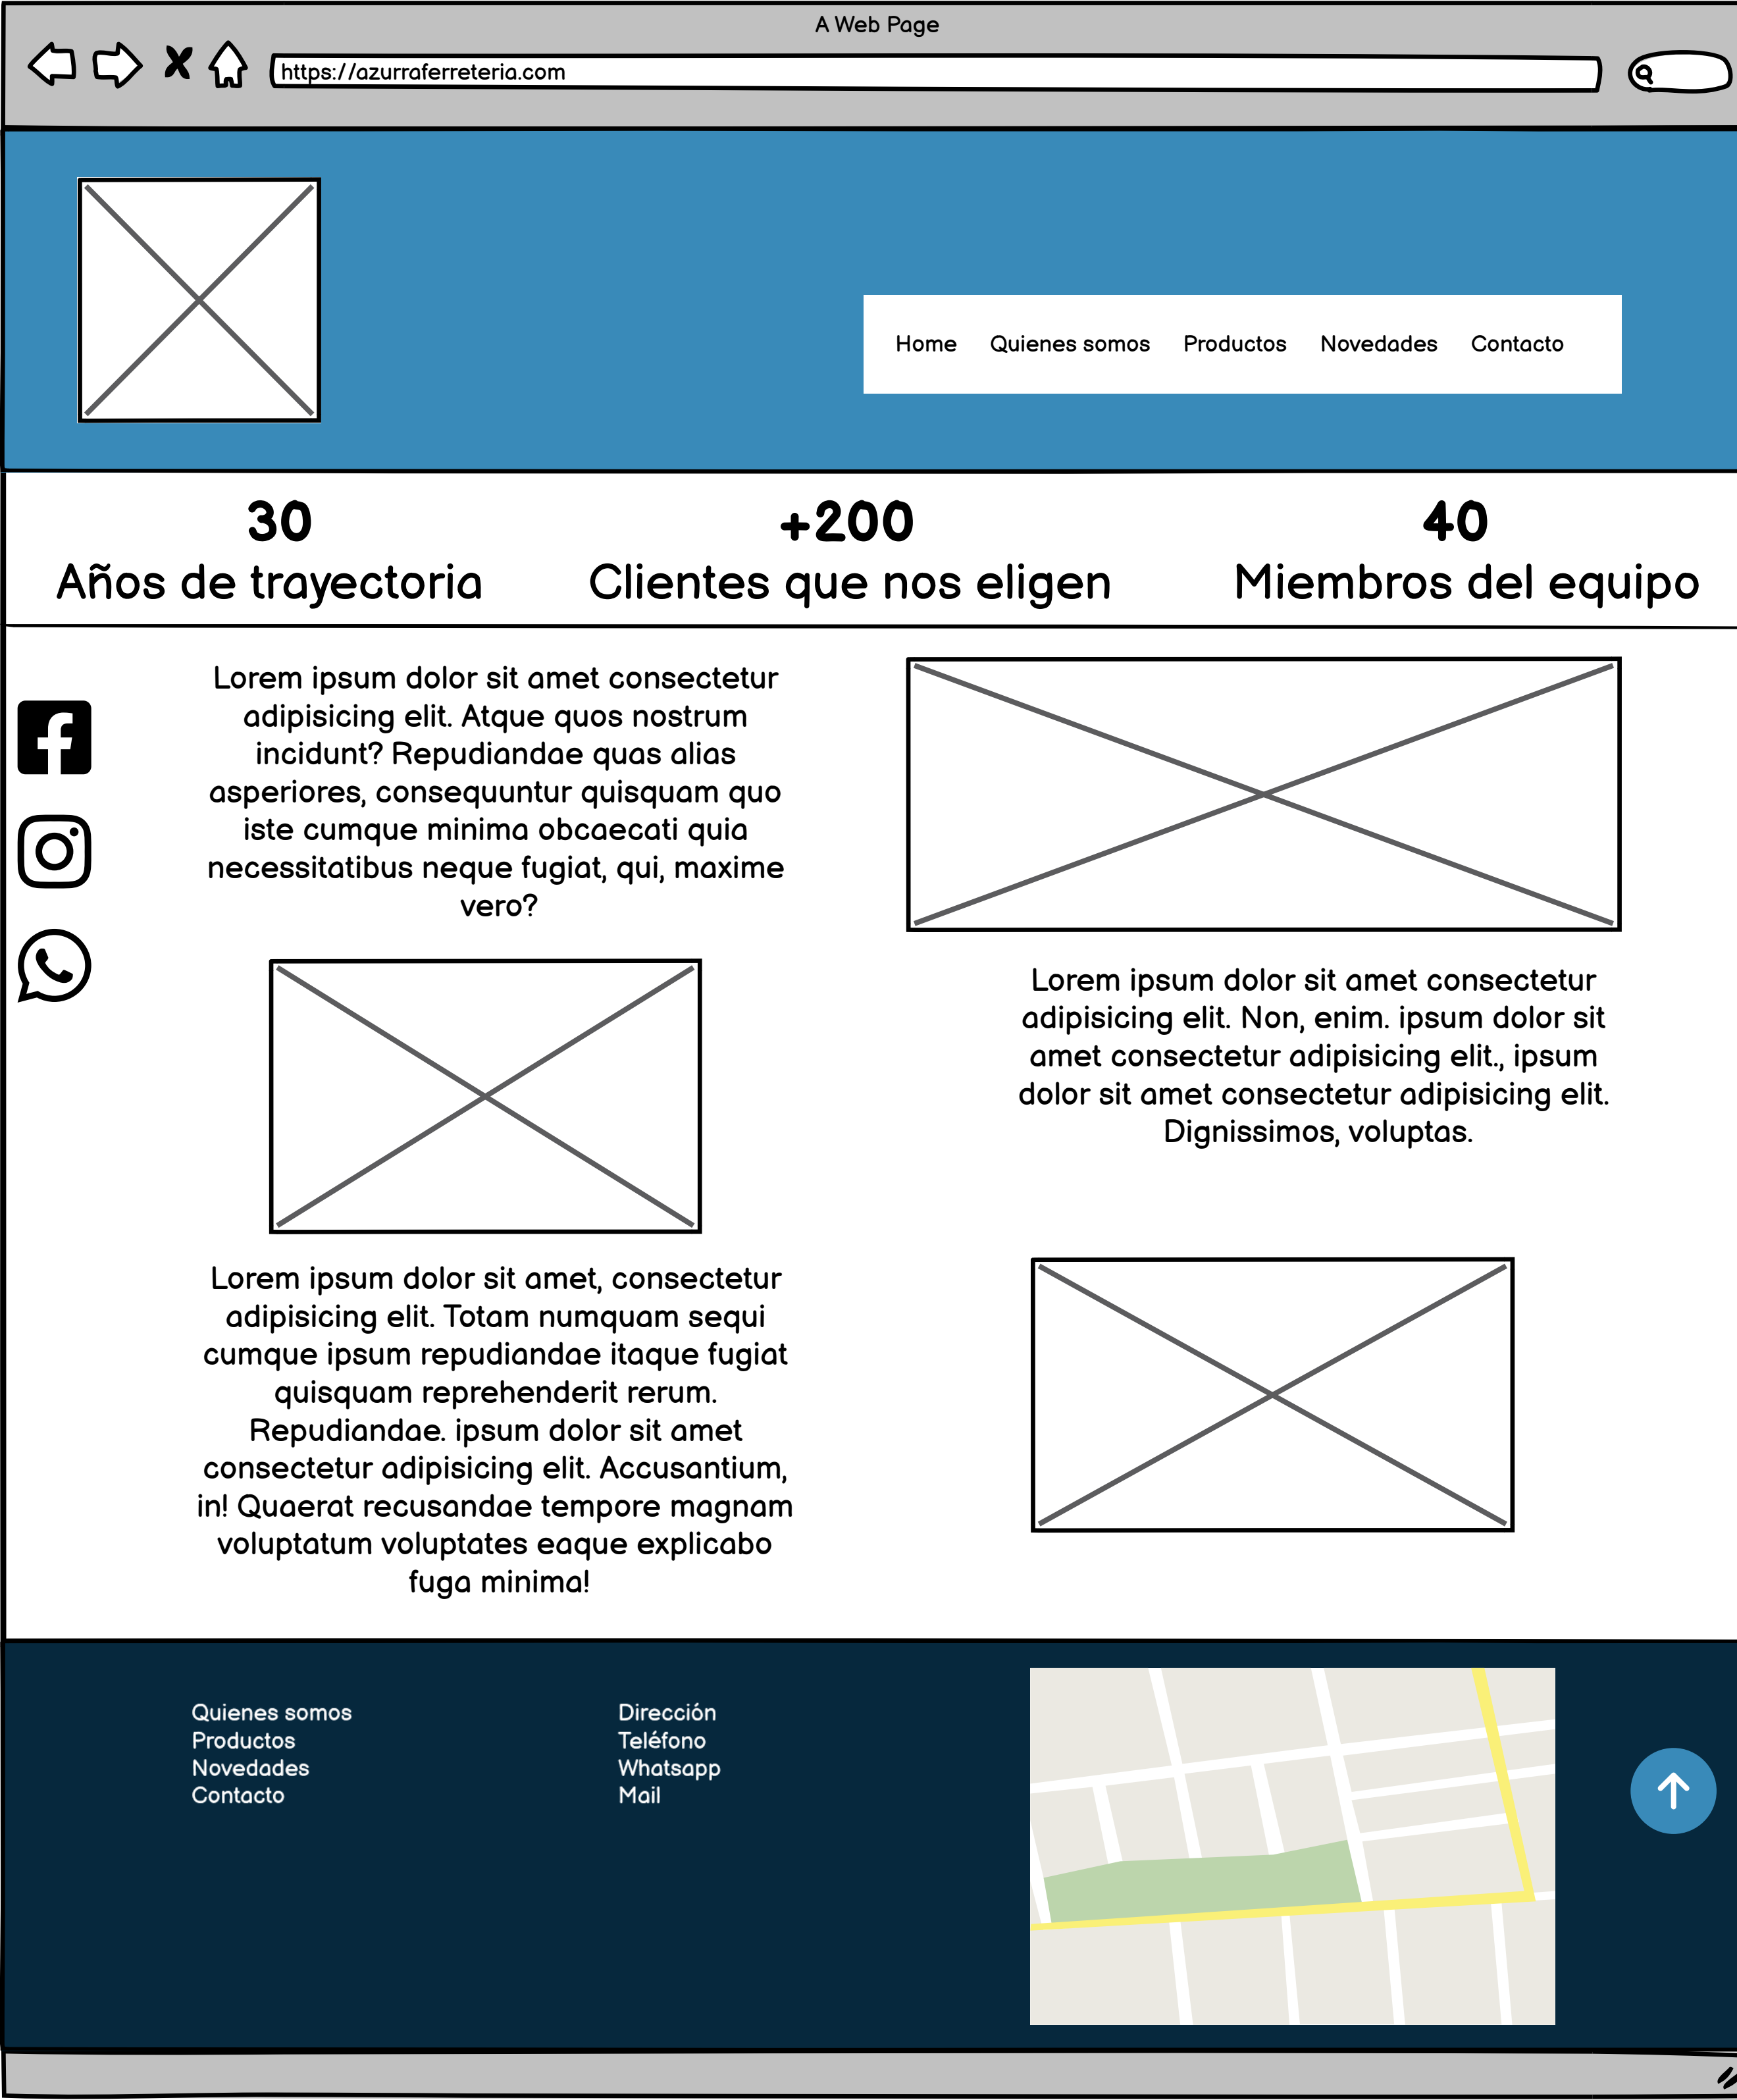 A Web Page
https://azurraferreteria.com
Home Quienes somos Productos Novedades Contacto
30
Años de trayectoria
+200
Clientes que nos eligen
40
Miembros del equipo
Lorem ipsum dolor sit amet consectetur
adipisicing elit. Atque quos nostrum
incidunt? Repudiandae quas alias
asperiores, consequuntur quisquam quo
iste cumque minima obcaecati quia
necessitatibus neque fugiat, qui, maxime
vero?
Lorem ipsum dolor sit amet consectetur
adipisicing elit. Non, enim. ipsum dolor sit
amet consectetur adipisicing elit., ipsum
dolor sit amet consectetur adipisicing elit.
Dignissimos, voluptas.
Lorem ipsum dolor sit amet, consectetur
adipisicing elit. Totam numquam sequi
cumque ipsum repudiandae itaque fugiat
quisquam reprehenderit rerum.
Repudiandae. ipsum dolor sit amet
consectetur adipisicing elit. Accusantium,
in! Quaerat recusandae tempore magnam
voluptatum voluptates eaque explicabo
fuga minima!
Quienes somos
Productos
Novedades
Contacto
Dirección
Teléfono
Whatsapp
Mail